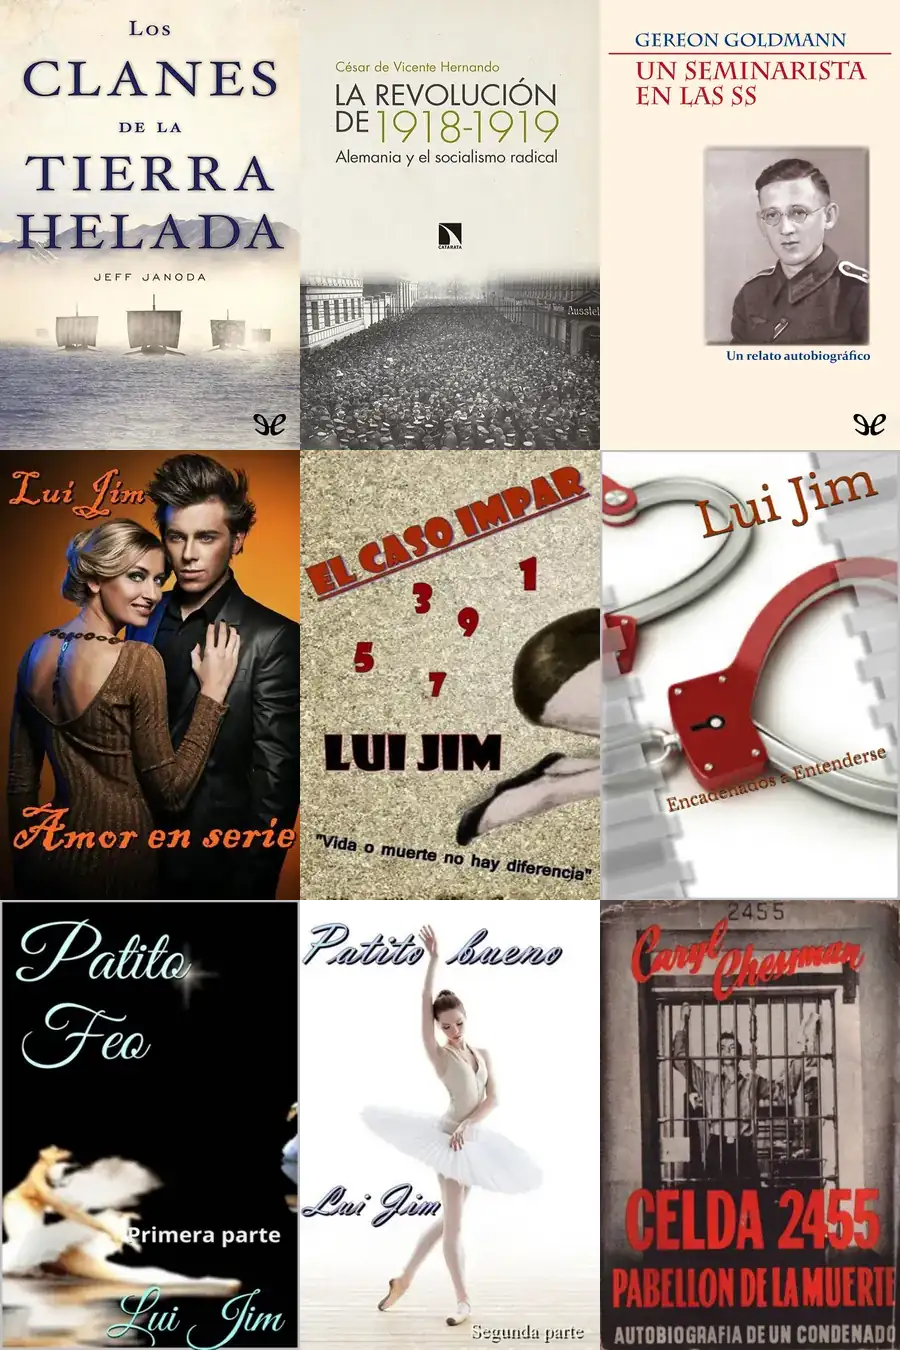 Los
CLANES
DE LA
TIERRA
HELADA
JEFF JANODA
César de Vicente Hernando
LA REVOLUCIÓN
DE 1918-1919
Alemania y el socialismo radical
CATARATA
Ausstel
GEREON GOLDMANN
UN SEMINARISTA
EN LAS SS
Un relato autobiográfico
Lui Jim
Amor en serie
EL CASO IMPAR
3
1
9
5
7
LUI JIM
"Vida o muerte no hay diferencia"
Lui Jim
Encadenados a Entenderse
Patito
Feo
Primera parte
Lui Jim
Patito bueno
Lui Jim
Segunda parte
2455
Caryl
Chessman
CELDA 2455
PABELLON DE LA MUERTE
AUTOBIOGRAFIA DE UN CONDENADO